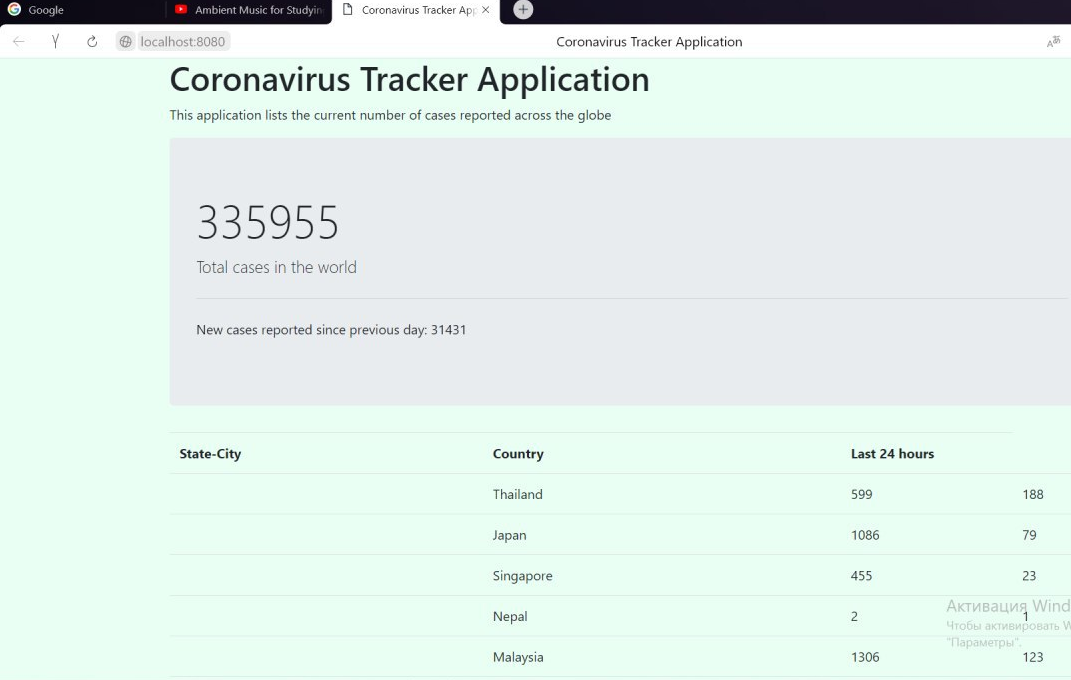 Google
Ambient Music for Studyin
Coronavirus Tracker App
localhost:8080
Coronavirus Tracker Application
Coronavirus Tracker Application
This application lists the current number of cases reported across the globe
335955
Total cases in the world
New cases reported since previous day: 31431
State-City Country Last 24 hours
Thailand 599 188
Japan 1086 79
Singapore 455 23
Nepal 2 1
Malaysia 1306 123
Активация Wind
Чтобы активировать W
"Параметры".